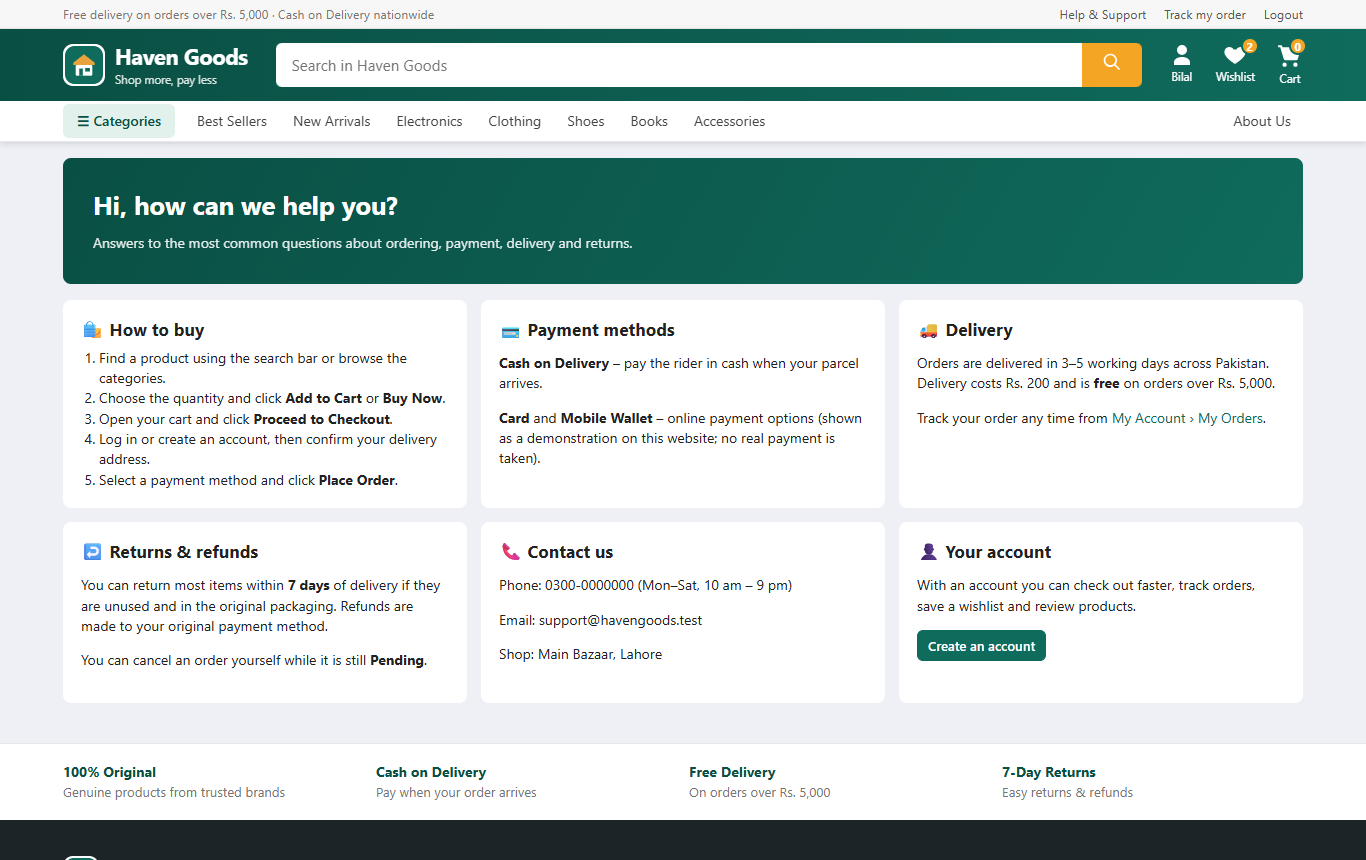 Free delivery on orders over Rs. 5,000 · Cash on Delivery nationwide
Help & Support Track my order Logout
Haven Goods
Shop more, pay less
Search in Haven Goods
Bilal
2
Wishlist
0
Cart
☰ Categories Best Sellers New Arrivals Electronics Clothing Shoes Books Accessories About Us
Hi, how can we help you?
Answers to the most common questions about ordering, payment, delivery and returns.
How to buy
1. Find a product using the search bar or browse the
categories.
2. Choose the quantity and click Add to Cart or Buy Now.
3. Open your cart and click Proceed to Checkout.
4. Log in or create an account, then confirm your delivery
address.
5. Select a payment method and click Place Order.
Payment methods
Cash on Delivery – pay the rider in cash when your parcel
arrives.
Card and Mobile Wallet – online payment options (shown
as a demonstration on this website; no real payment is
taken).
Delivery
Orders are delivered in 3–5 working days across Pakistan.
Delivery costs Rs. 200 and is free on orders over Rs. 5,000.
Track your order any time from My Account › My Orders.
Returns & refunds
You can return most items within 7 days of delivery if they
are unused and in the original packaging. Refunds are
made to your original payment method.
You can cancel an order yourself while it is still Pending.
Contact us
Phone: 0300-0000000 (Mon–Sat, 10 am – 9 pm)
Email: support@havengoods.test
Shop: Main Bazaar, Lahore
Your account
With an account you can check out faster, track orders,
save a wishlist and review products.
Create an account
100% Original
Genuine products from trusted brands
Cash on Delivery
Pay when your order arrives
Free Delivery
On orders over Rs. 5,000
7-Day Returns
Easy returns & refunds